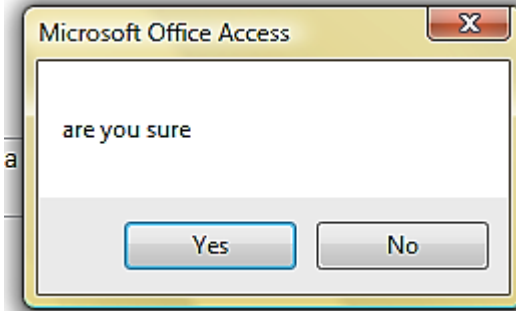 Microsoft Office Access
are you sure
a
Yes
No